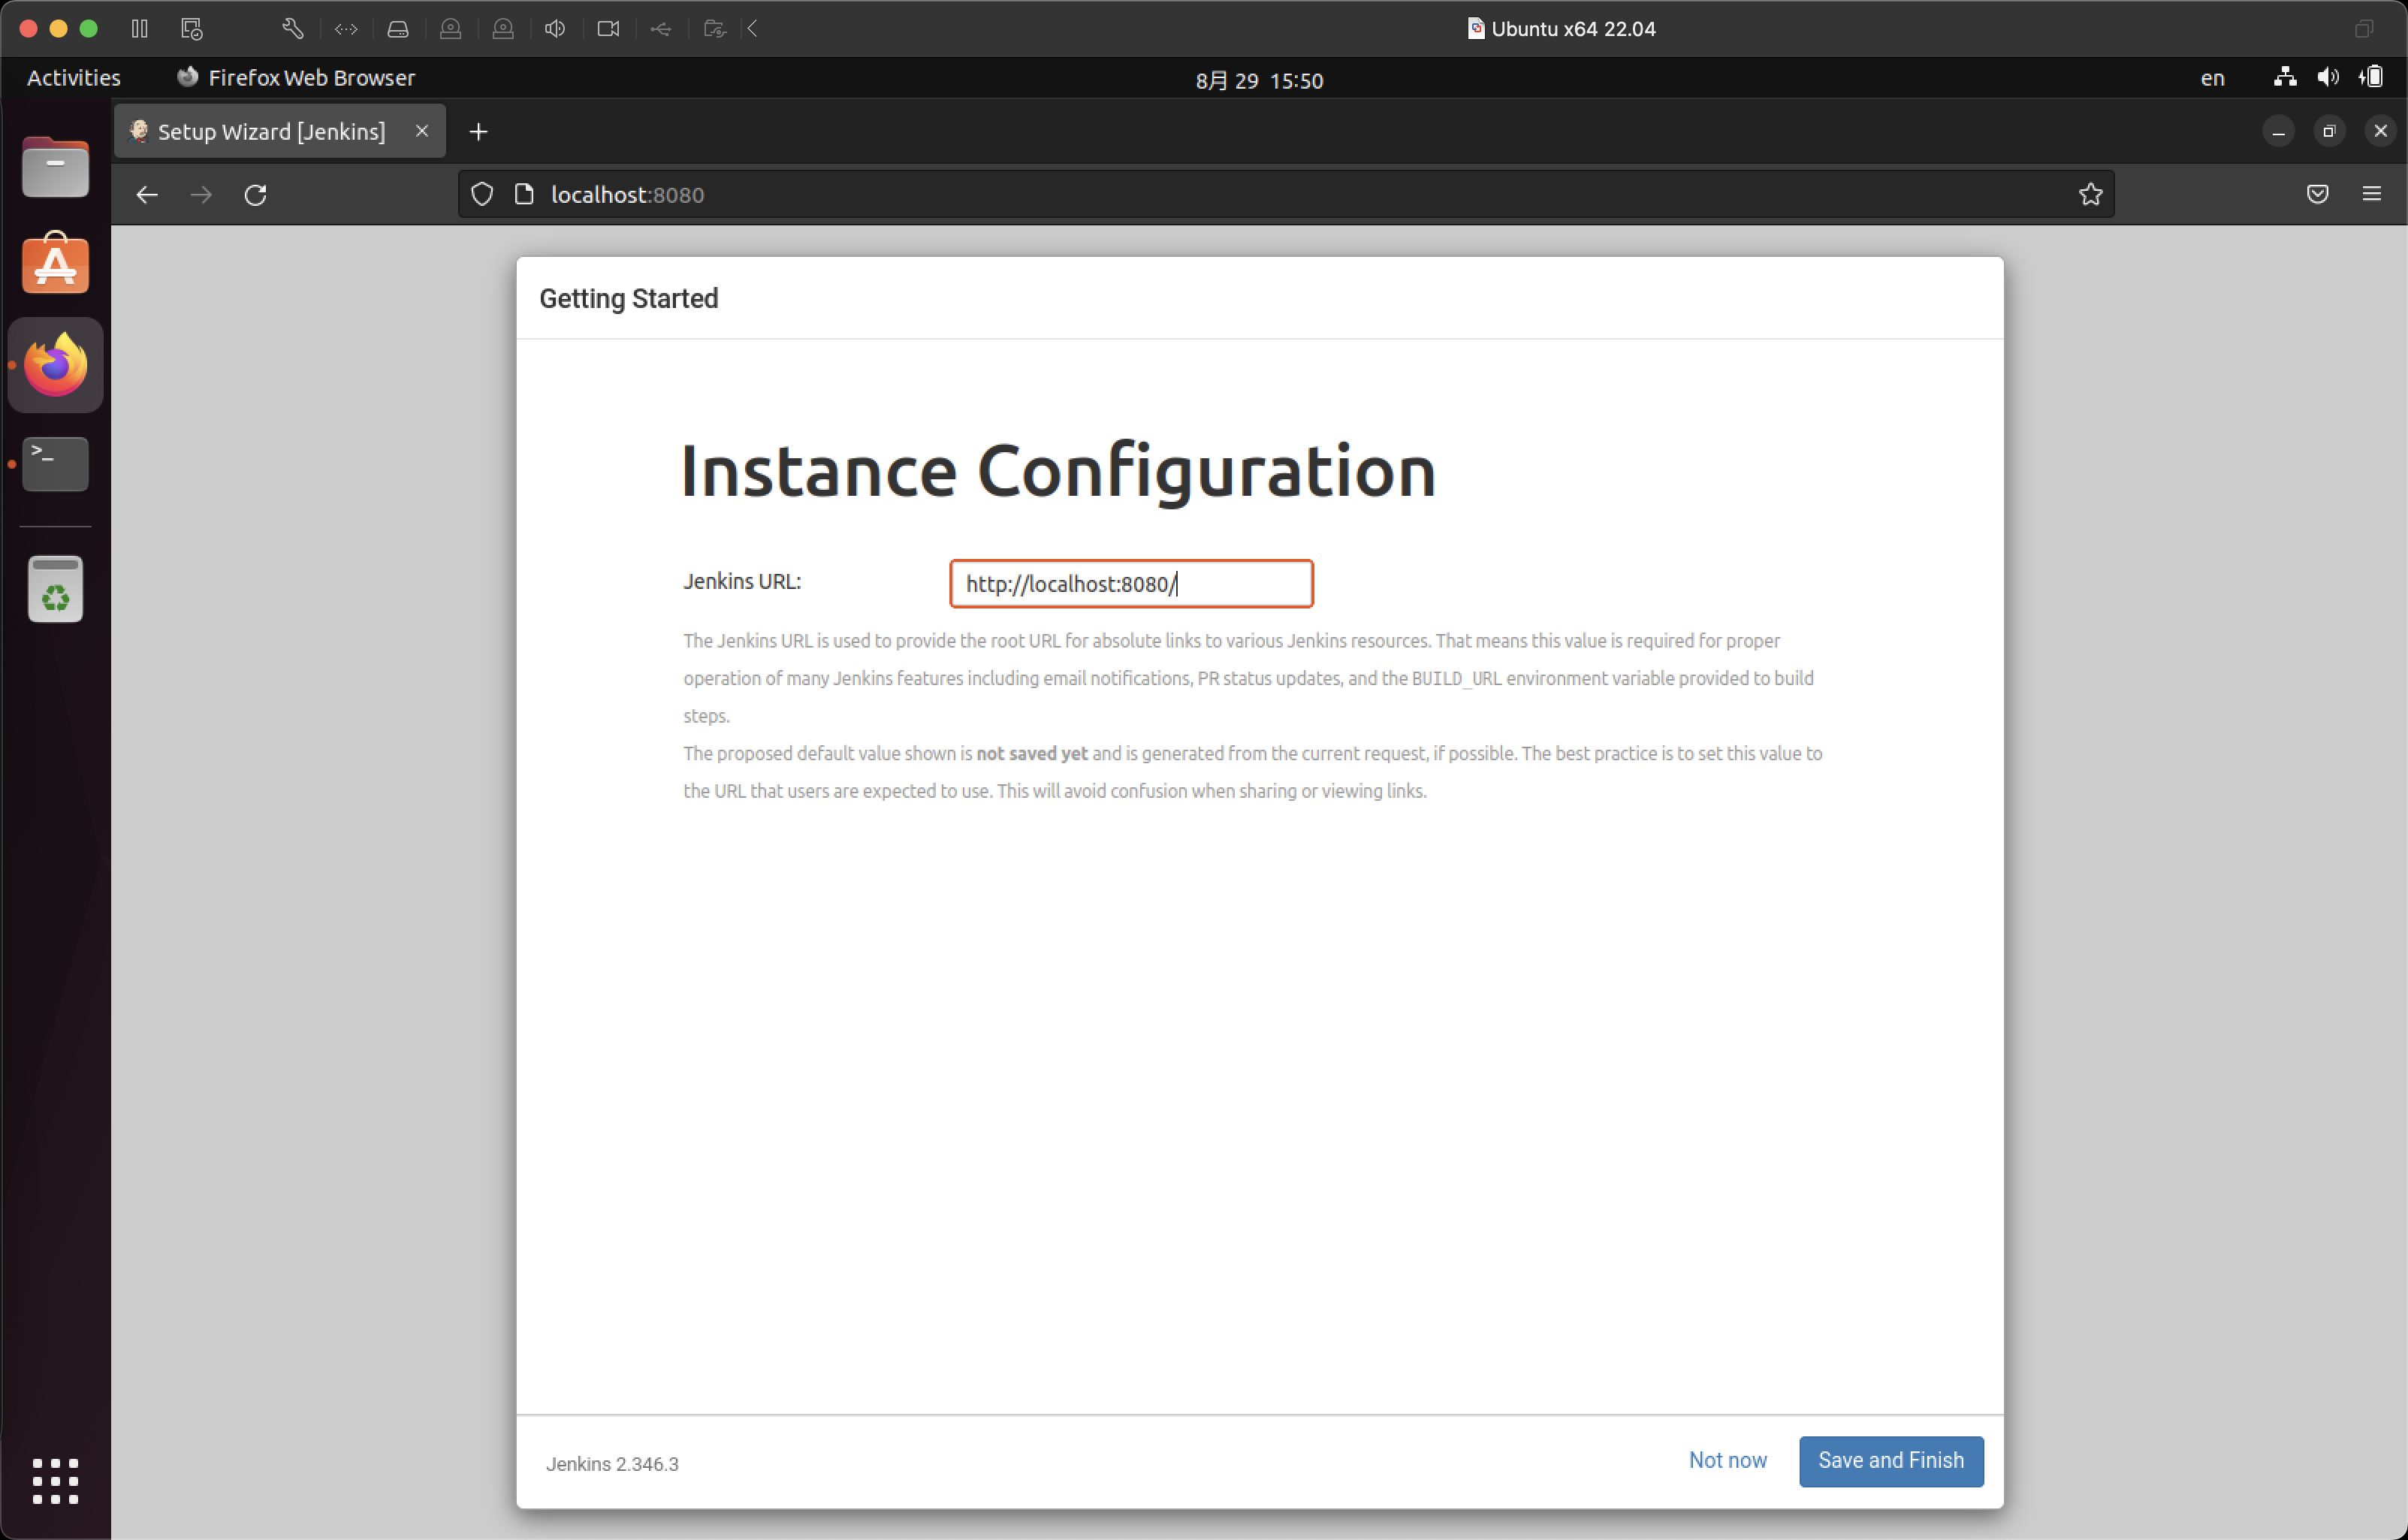 Ubuntu x64 22.04
Activities
Firefox Web Browser
8月 29 15:50
en
Setup Wizard [Jenkins]
localhost:8080
Getting Started
Instance Configuration
Jenkins URL:
http://localhost:8080/
The Jenkins URL is used to provide the root URL for absolute links to various Jenkins resources. That means this value is required for proper
operation of many Jenkins features including email notifications, PR status updates, and the BUILD_URL environment variable provided to build
steps.
The proposed default value shown is not saved yet and is generated from the current request, if possible. The best practice is to set this value to
the URL that users are expected to use. This will avoid confusion when sharing or viewing links.
Jenkins 2.346.3
Not now
Save and Finish